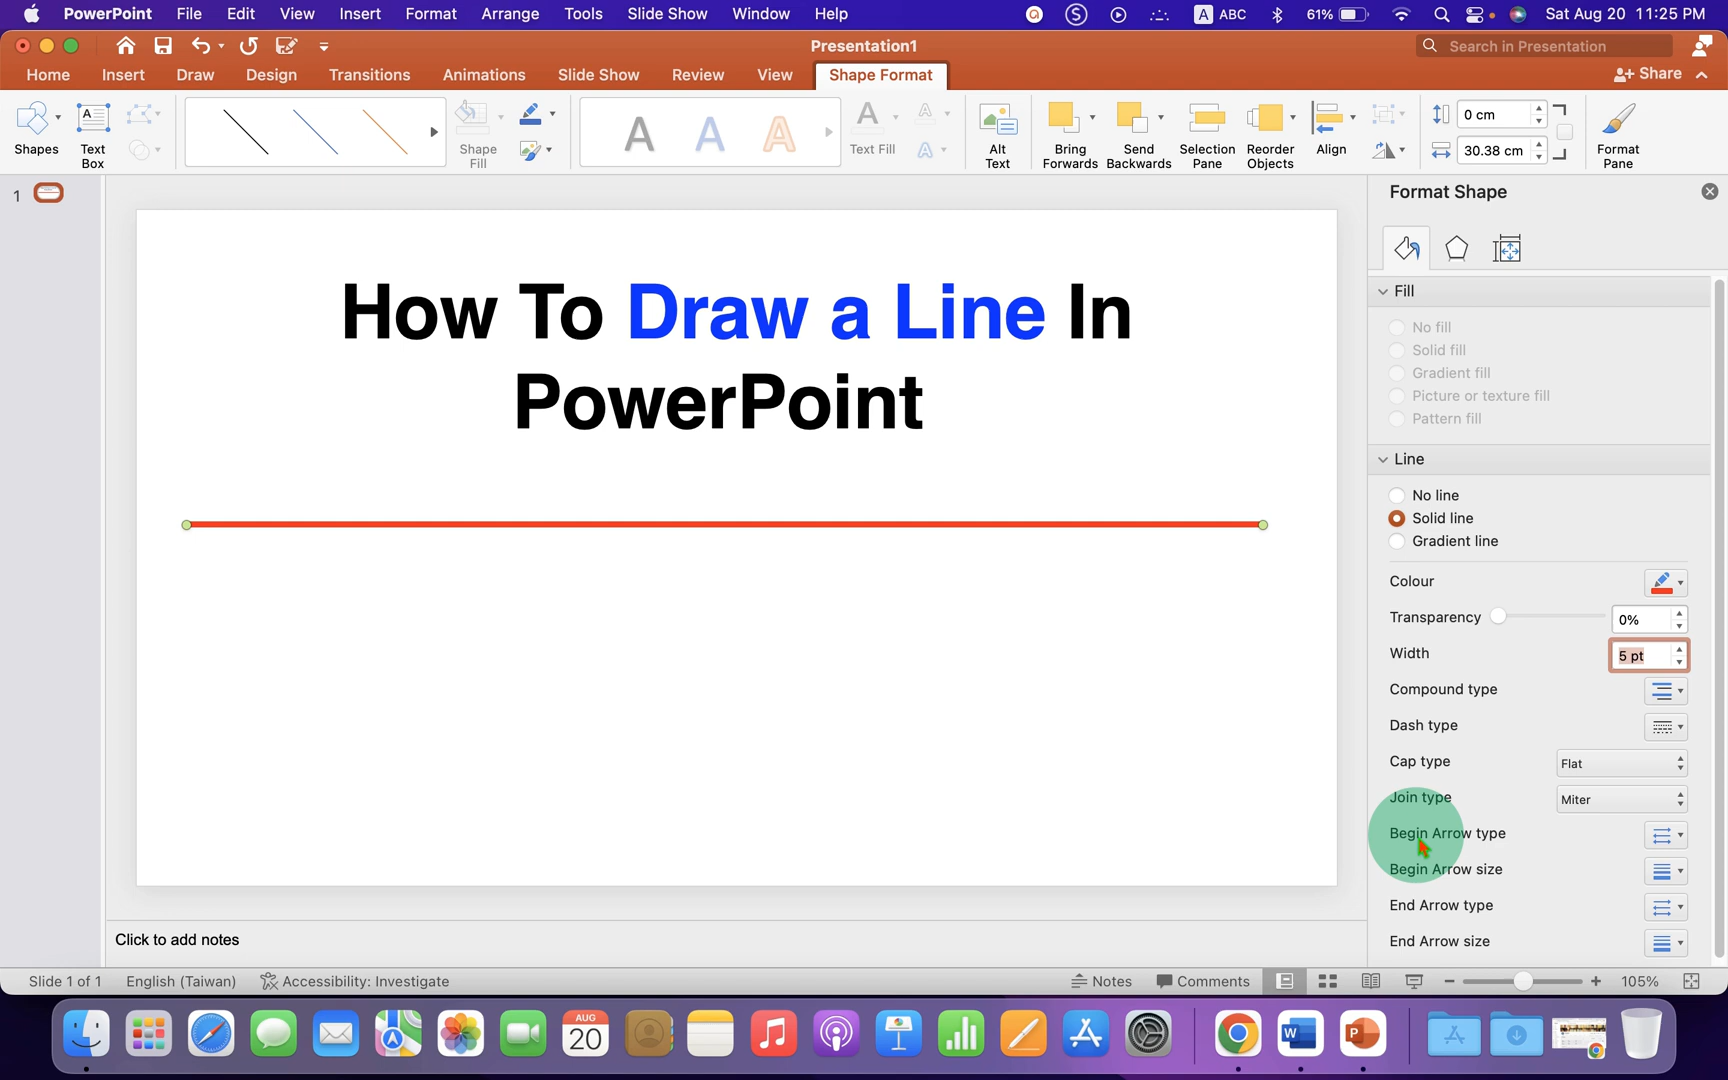 PowerPoint File Edit View Insert Format Arrange Tools Slide Show Window Help A ABC 61% Sat Aug 20 11:25 PM
Presentation1
Search in Presentation
Home Insert Draw Design Transitions Animations Slide Show Review View Shape Format Share
Shapes
Text Box
Shape Fill
Text Fill
Alt Text
Bring Forwards
Send Backwards
Selection Pane
Reorder Objects
Align
0 cm
30.38 cm
Format Pane
1
How To Draw a Line In
PowerPoint
Click to add notes
Format Shape
Fill
No fill
Solid fill
Gradient fill
Picture or texture fill
Pattern fill
Line
No line
Solid line
Gradient line
Colour
Transparency 0%
Width 5 pt
Compound type
Dash type
Cap type Flat
Join type Miter
Begin Arrow type
Begin Arrow size
End Arrow type
End Arrow size
Slide 1 of 1 English (Taiwan) Accessibility: Investigate Notes Comments 105%
AUG
20